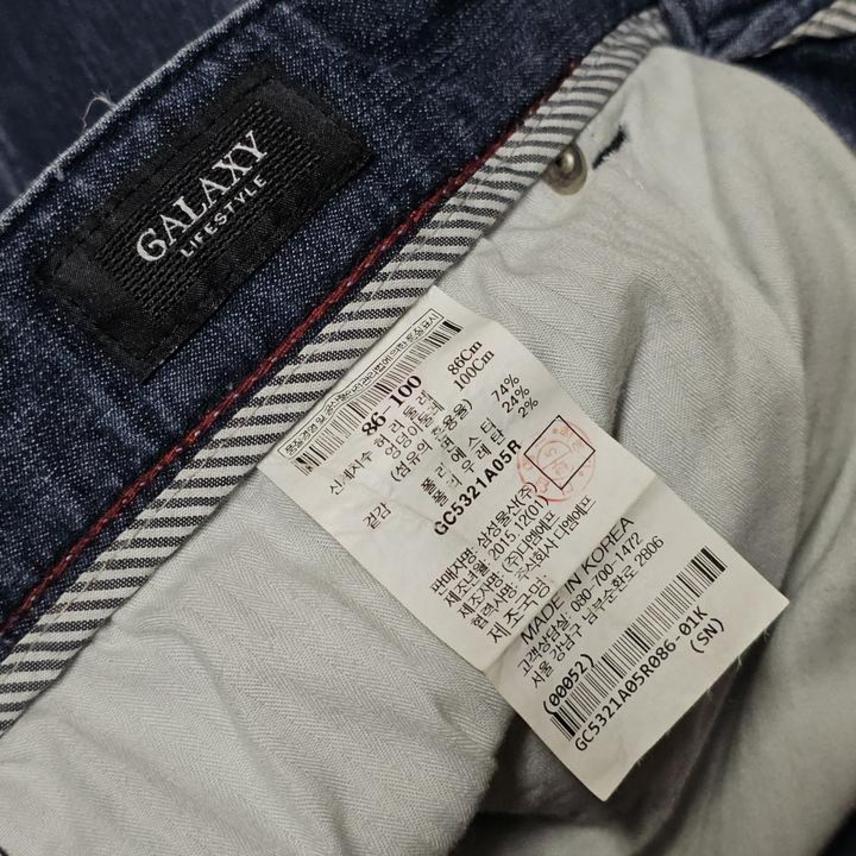 GALAXY
LIFESTYLE
86-100
신체치수 허리둘레 86Cm
엉덩이둘레 100Cm
(섬유의 혼용율)
겉감 면 74%
폴리에스터 24%
폴리우레탄 2%
GC5321A05R
판매자명: 삼성물산(주)
제조년월: 2015.12(01)
제조자명: (주)디엠에프
협력사명: 주식회사 디엠에프
제조국명:
MADE IN KOREA
고객상담실: 080-700-1472
서울 강남구 남부순환로 2806
(00052)
GC5321A05R086-01K
(SN)